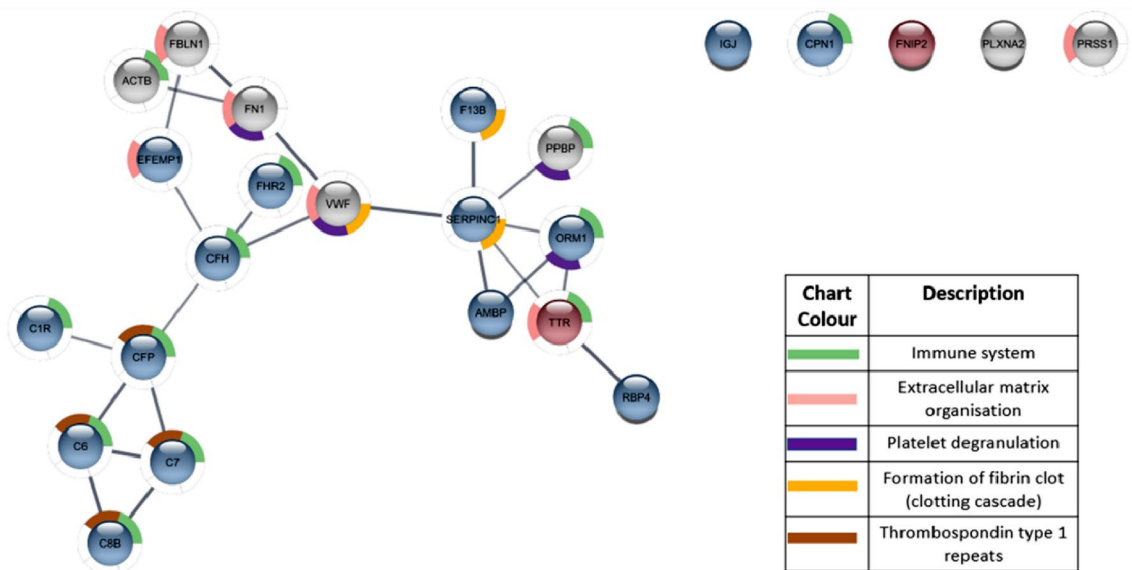 FBLN1
IGJ
CPN1
FNIP2
PLXNA2
PRSS1
ACTB
FN1
F13B
PPBP
EFEMP1
FHR2
VWF
SERPINC1
ORM1
CFH
AMBP
TTR
C1R
CFP
RBP4
C6
C7
C8B
Chart Colour
Description
Immune system
Extracellular matrix
organisation
Platelet degranulation
Formation of fibrin clot
(clotting cascade)
Thrombospondin type 1
repeats